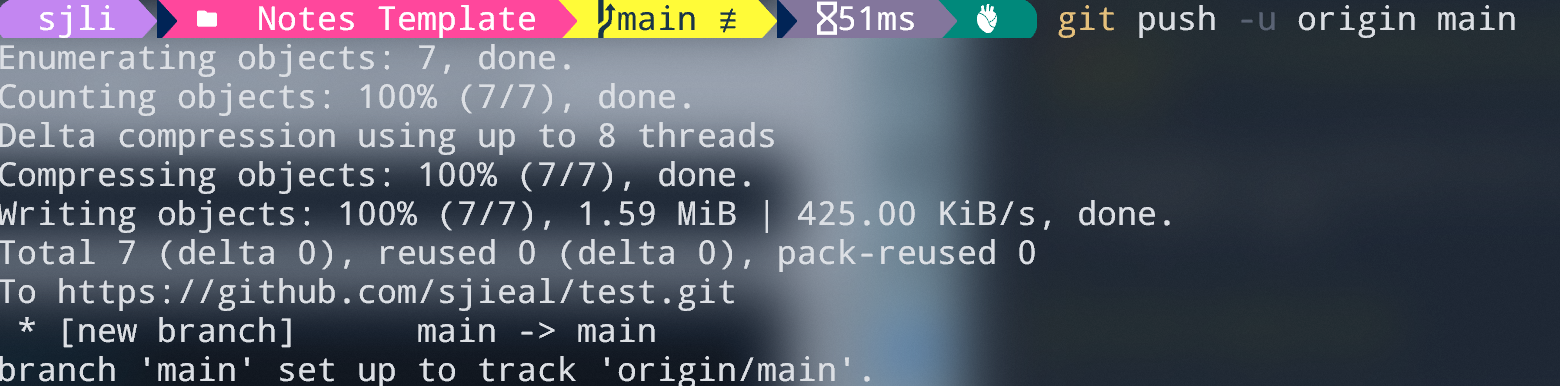 sjli Notes Template main ≢ 51ms git push -u origin main
Enumerating objects: 7, done.
Counting objects: 100% (7/7), done.
Delta compression using up to 8 threads
Compressing objects: 100% (7/7), done.
Writing objects: 100% (7/7), 1.59 MiB | 425.00 KiB/s, done.
Total 7 (delta 0), reused 0 (delta 0), pack-reused 0
To https://github.com/sjieal/test.git
 * [new branch]      main -> main
branch 'main' set up to track 'origin/main'.